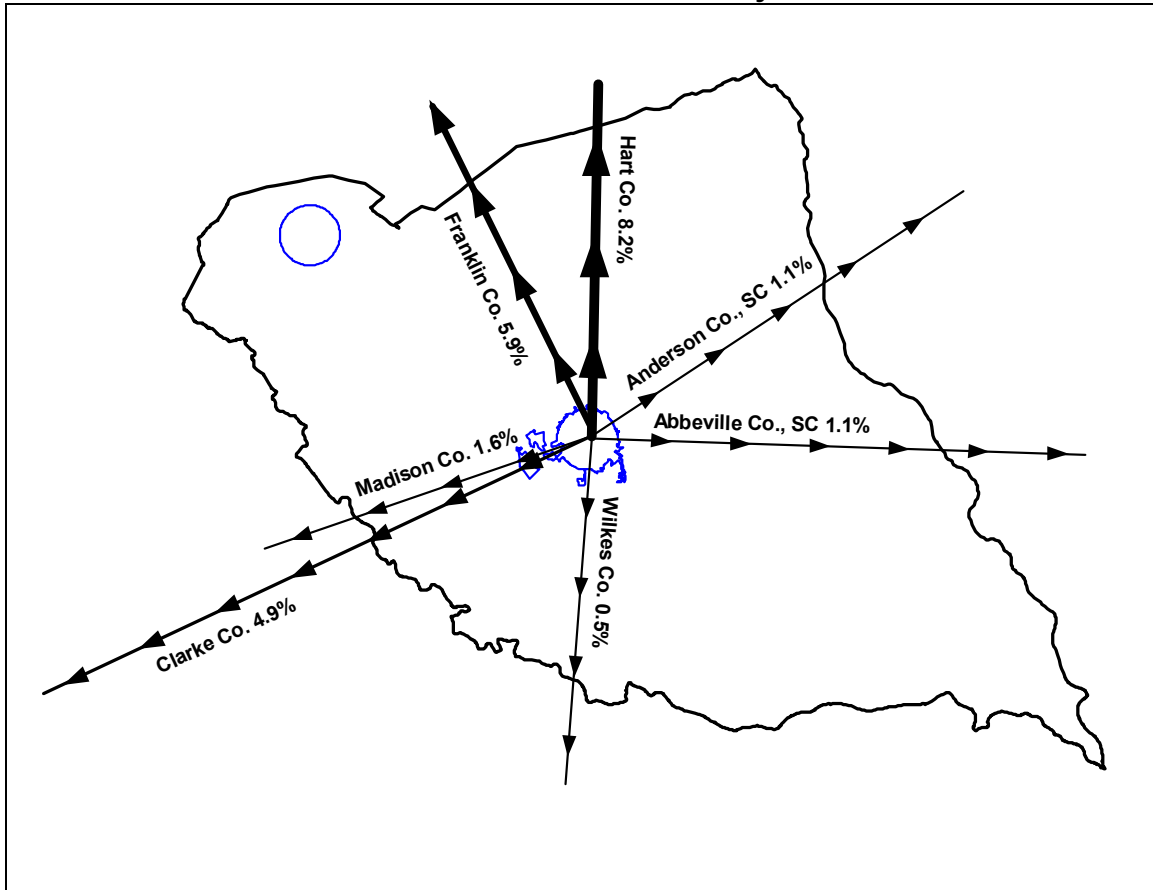 Hart Co. 8.2%
Franklin Co. 5.9%
Anderson Co., SC 1.1%
Abbeville Co., SC 1.1%
Madison Co. 1.6%
Wilkes Co. 0.5%
Clarke Co. 4.9%